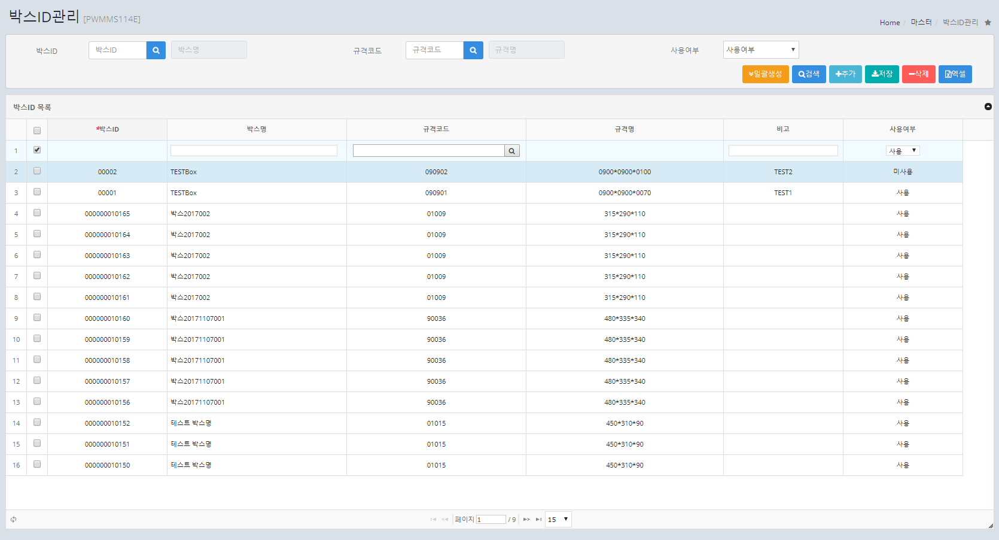 박스ID관리 [PWMMS114E]
Home / 마스터 / 박스ID관리
박스ID 박스ID 박스명 규격코드 규격코드 규격명 사용여부 사용여부
일괄생성 검색 추가 저장 삭제 엑셀
박스ID 목록
*박스ID 박스명 규격코드 규격명 비고 사용여부
1 사용
2 00002 TESTBox 090902 0900*0900*0100 TEST2 미사용
3 00001 TESTBox 090901 0900*0900*0070 TEST1 사용
4 000000010165 박스2017002 01009 315*290*110 사용
5 000000010164 박스2017002 01009 315*290*110 사용
6 000000010163 박스2017002 01009 315*290*110 사용
7 000000010162 박스2017002 01009 315*290*110 사용
8 000000010161 박스2017002 01009 315*290*110 사용
9 000000010160 박스20171107001 90036 480*335*340 사용
10 000000010159 박스20171107001 90036 480*335*340 사용
11 000000010158 박스20171107001 90036 480*335*340 사용
12 000000010157 박스20171107001 90036 480*335*340 사용
13 000000010156 박스20171107001 90036 480*335*340 사용
14 000000010152 테스트 박스명 01015 450*310*90 사용
15 000000010151 테스트 박스명 01015 450*310*90 사용
16 000000010150 테스트 박스명 01015 450*310*90 사용
페이지 1 / 9 15